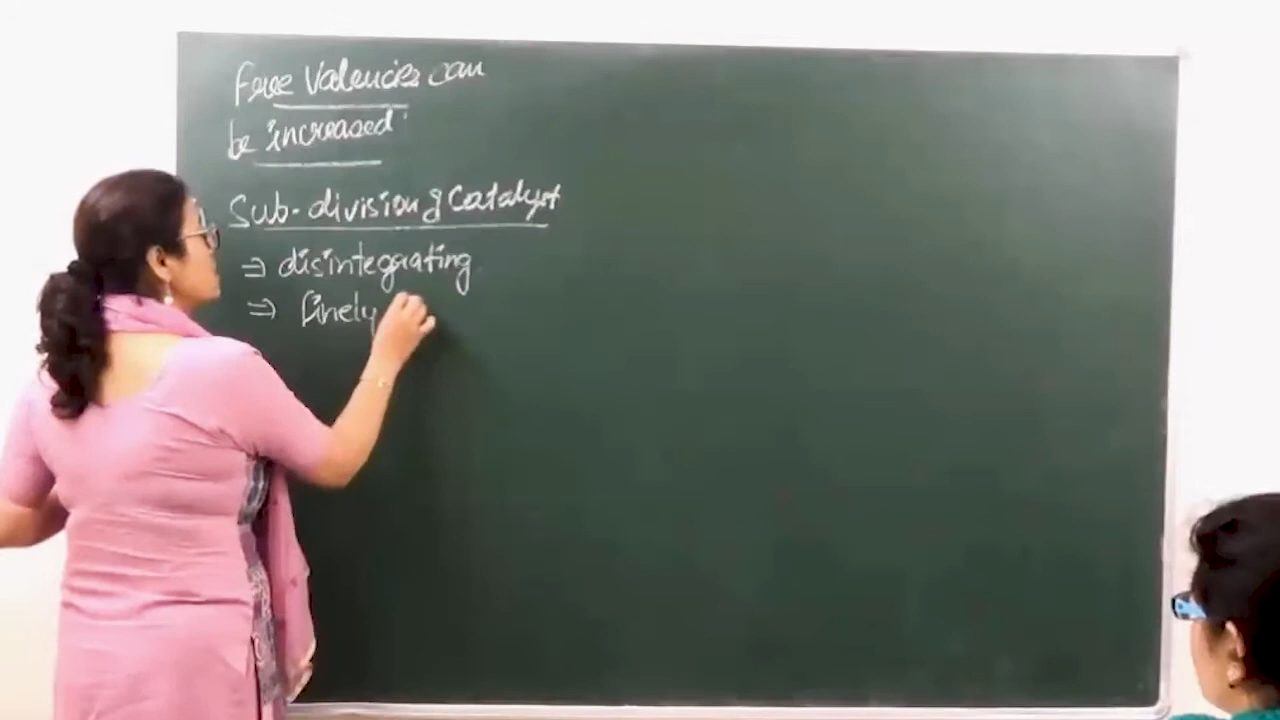 Free Valencies can
be increased
Sub-division of Catalyst
⇒ disintegrating
⇒ finely